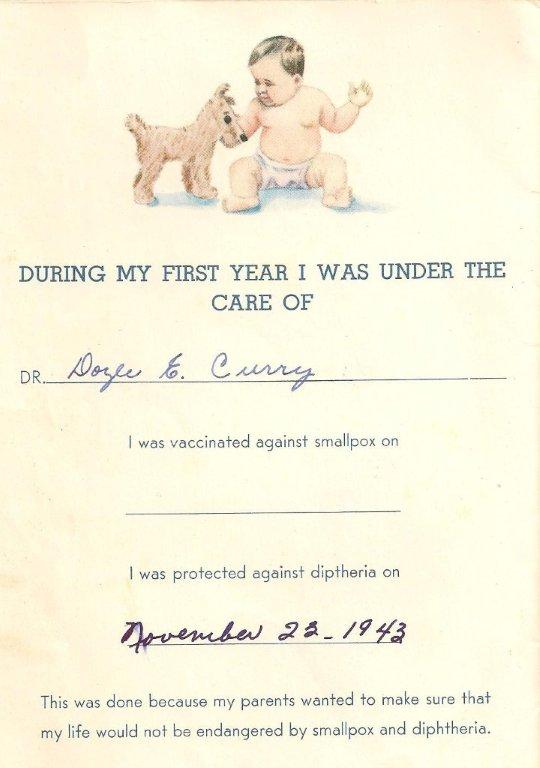 DURING MY FIRST YEAR I WAS UNDER THE
CARE OF
DR. Doyle E. Curry
I was vaccinated against smallpox on
I was protected against diptheria on
November 23 - 1943
This was done because my parents wanted to make sure that
my life would not be endangered by smallpox and diphtheria.